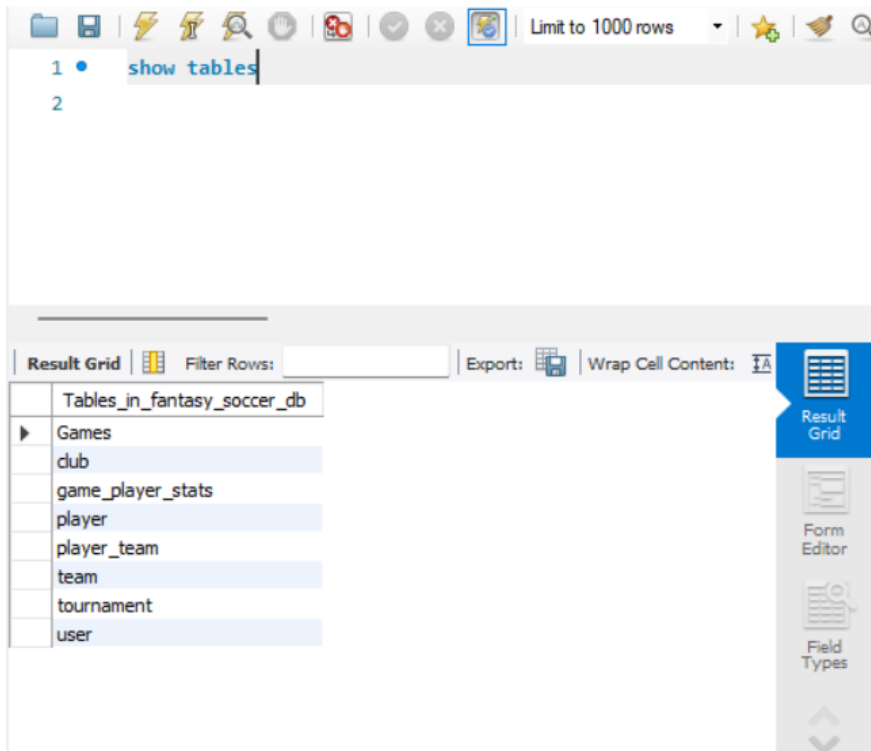 Limit to 1000 rows
1 show tables
2
Result Grid Filter Rows: Export: Wrap Cell Content:
Tables_in_fantasy_soccer_db
Games
club
game_player_stats
player
player_team
team
tournament
user
Result
Grid
Form
Editor
Field
Types